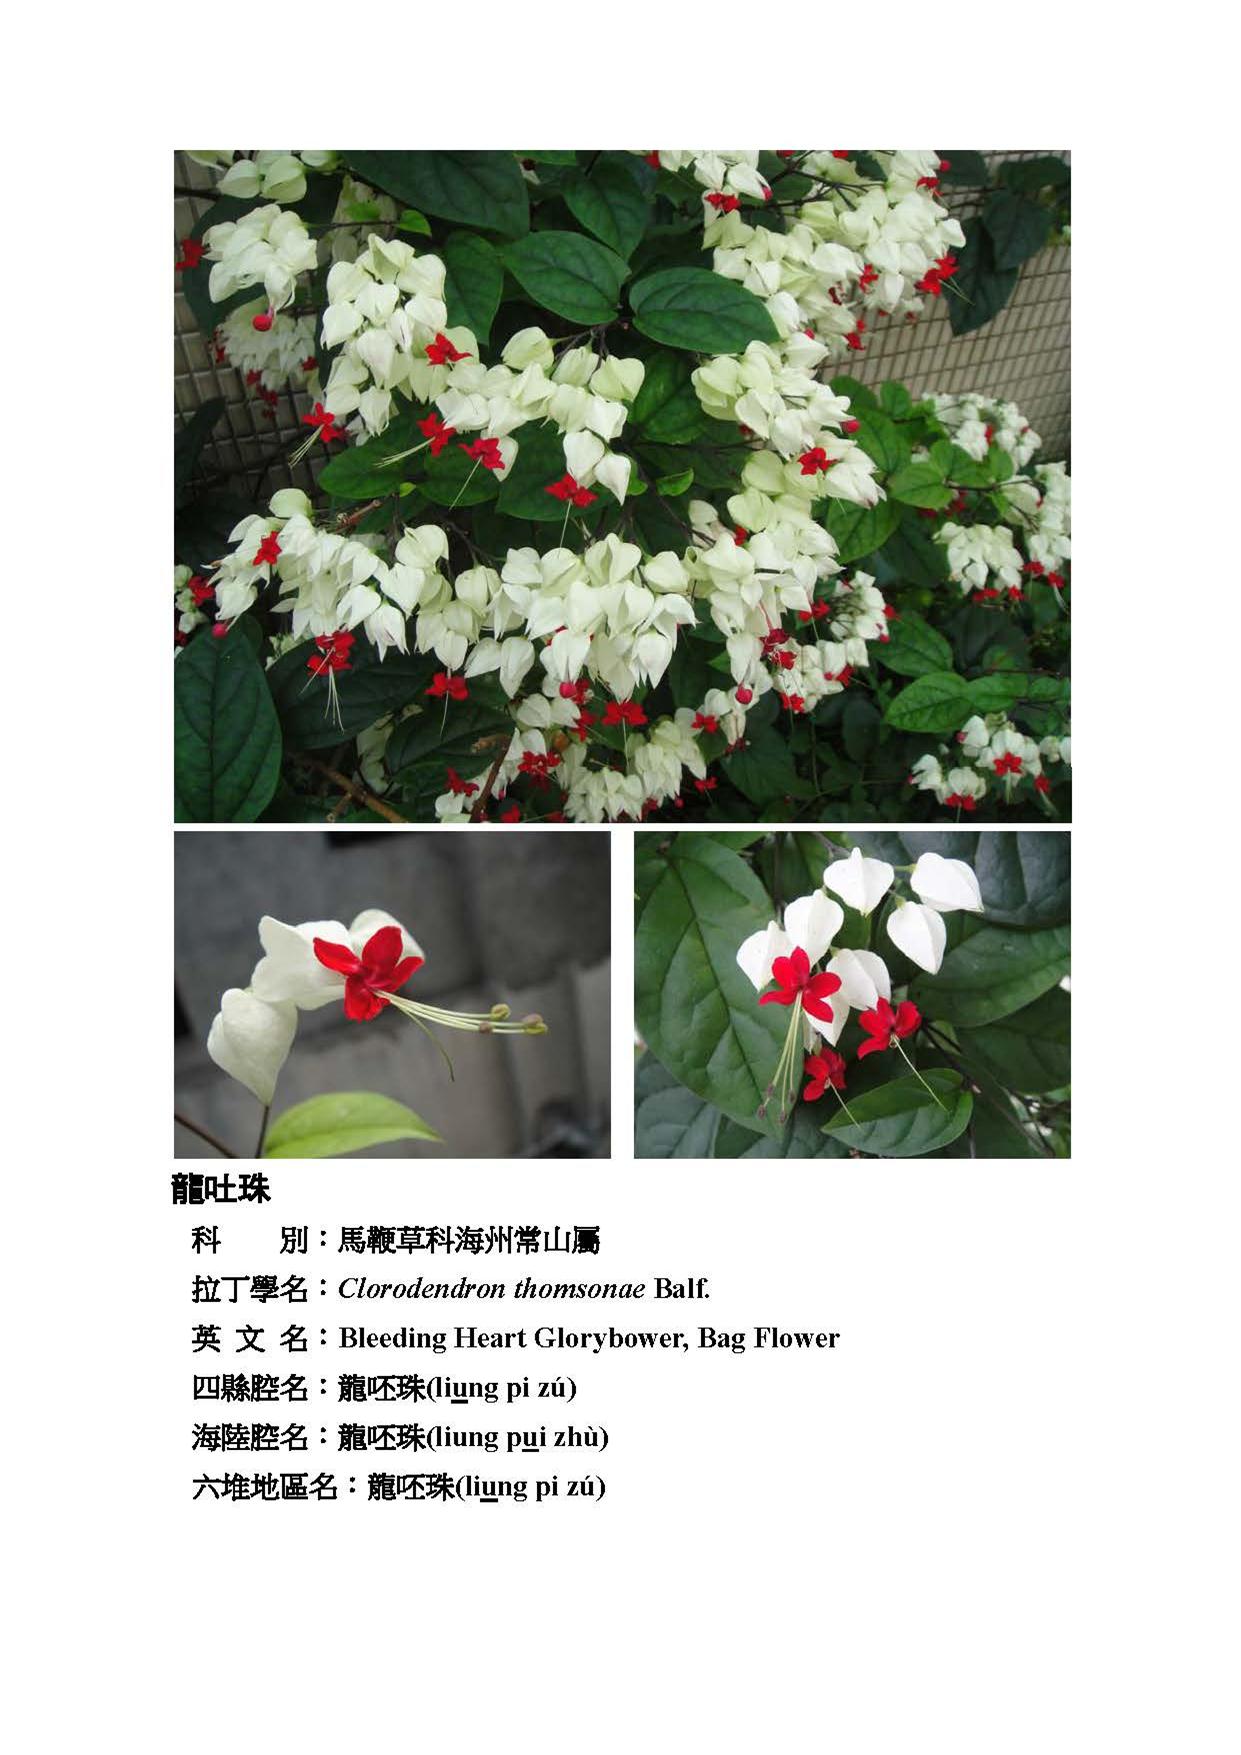 龍吐珠
科　　別：馬鞭草科海州常山屬
拉丁學名：Clorodendron thomsonae Balf.
英 文 名：Bleeding Heart Glorybower, Bag Flower
四縣腔名：龍呸珠(liung pi zú)
海陸腔名：龍呸珠(liung pui zhù)
六堆地區名：龍呸珠(liung pi zú)